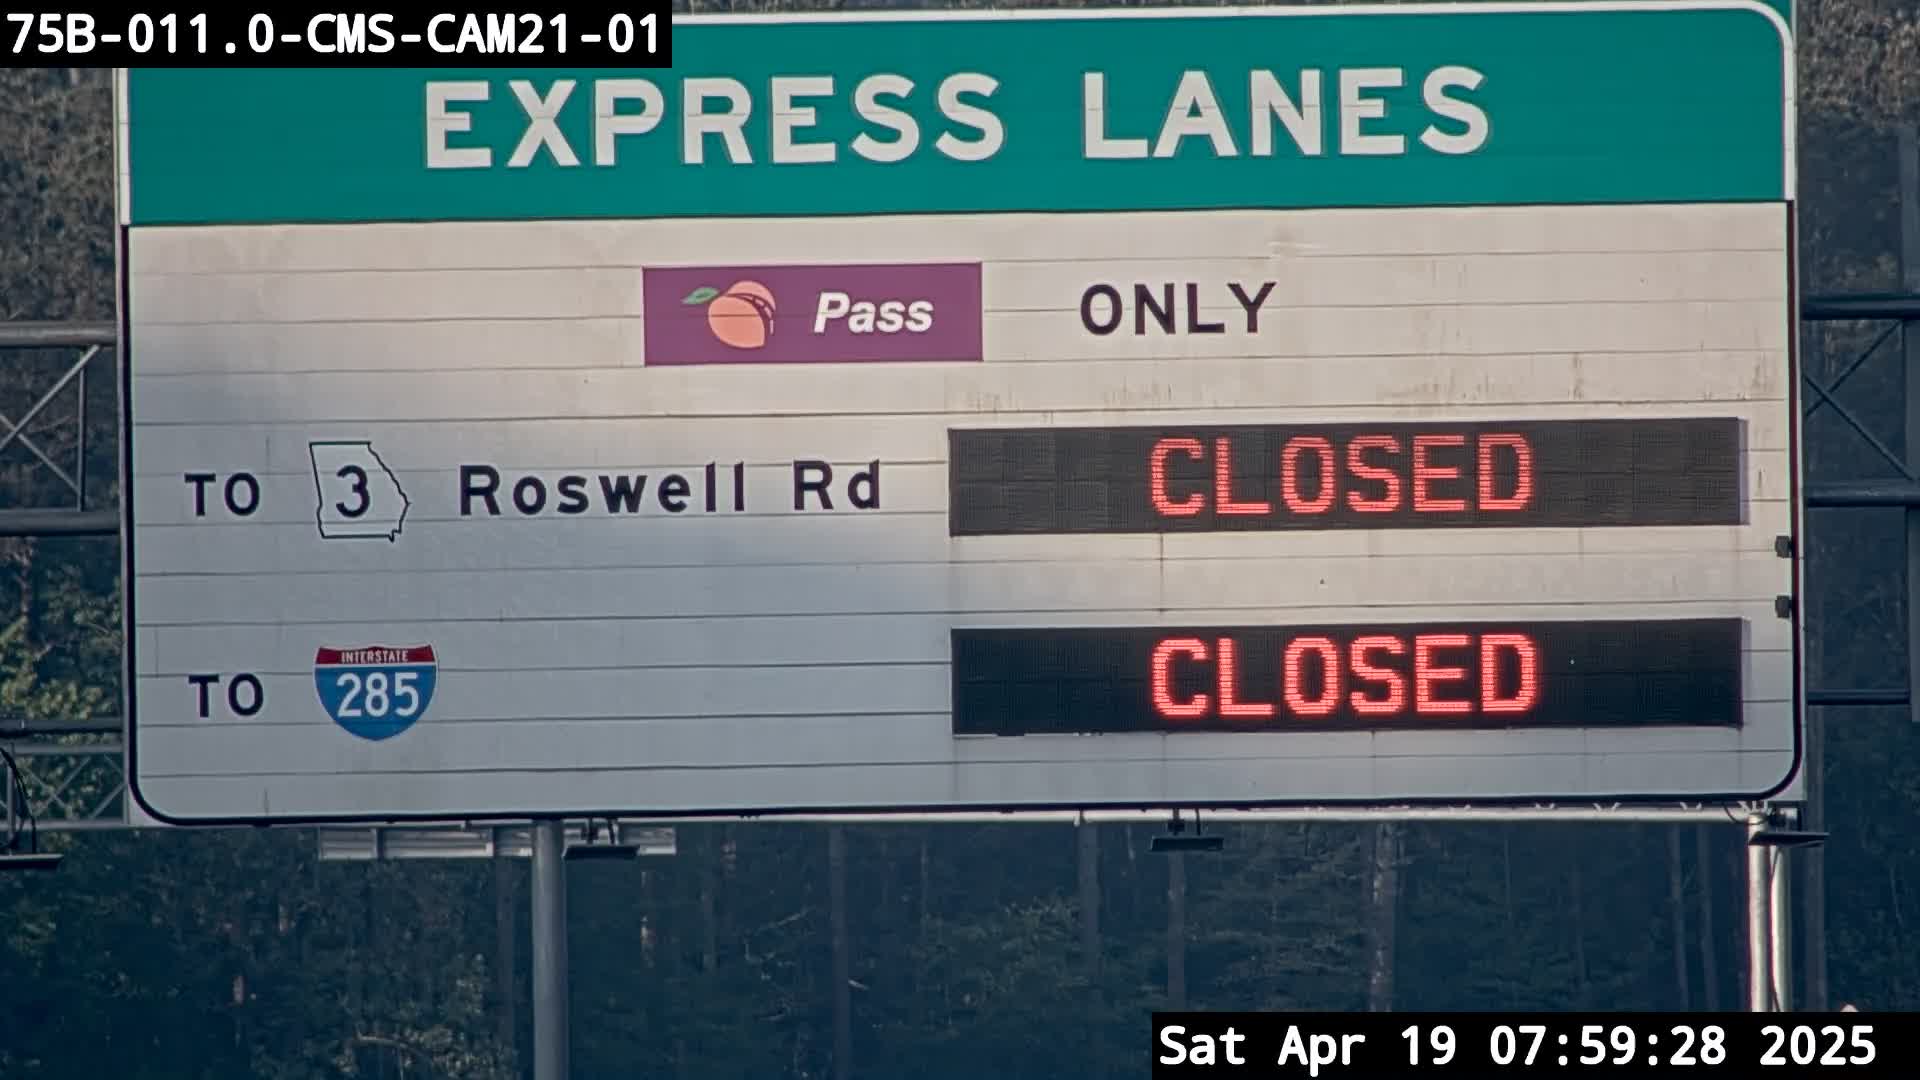 75B-011.0-CMS-CAM21-01
EXPRESS LANES
Pass ONLY
TO 3 Roswell Rd CLOSED
INTERSTATE
TO 285 CLOSED
Sat Apr 19 07:59:28 2025